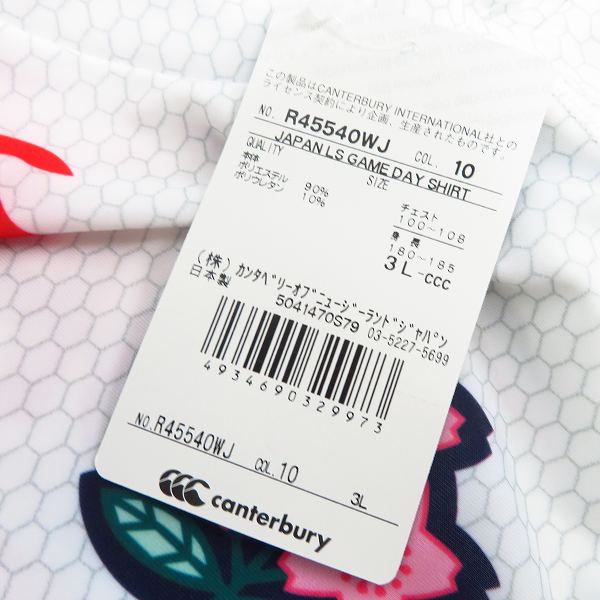 この製品はCANTERBURY INTERNATIONAL社との
ライセンス契約により企画、生産されたものです。
NO. R45540WJ COL. 10
JAPAN LS GAME DAY SHIRT
QUALITY SIZE
本体
ポリエステル 90%
ポリウレタン 10%
チェスト
100~108
身長
180~185
3L-CCC
(株)カンタベリーオブニュージーランドジャパン
日本製 5041470S79 03-5227-5699
4934690329973
NO. R45540WJ COL. 10 3L
canterbury